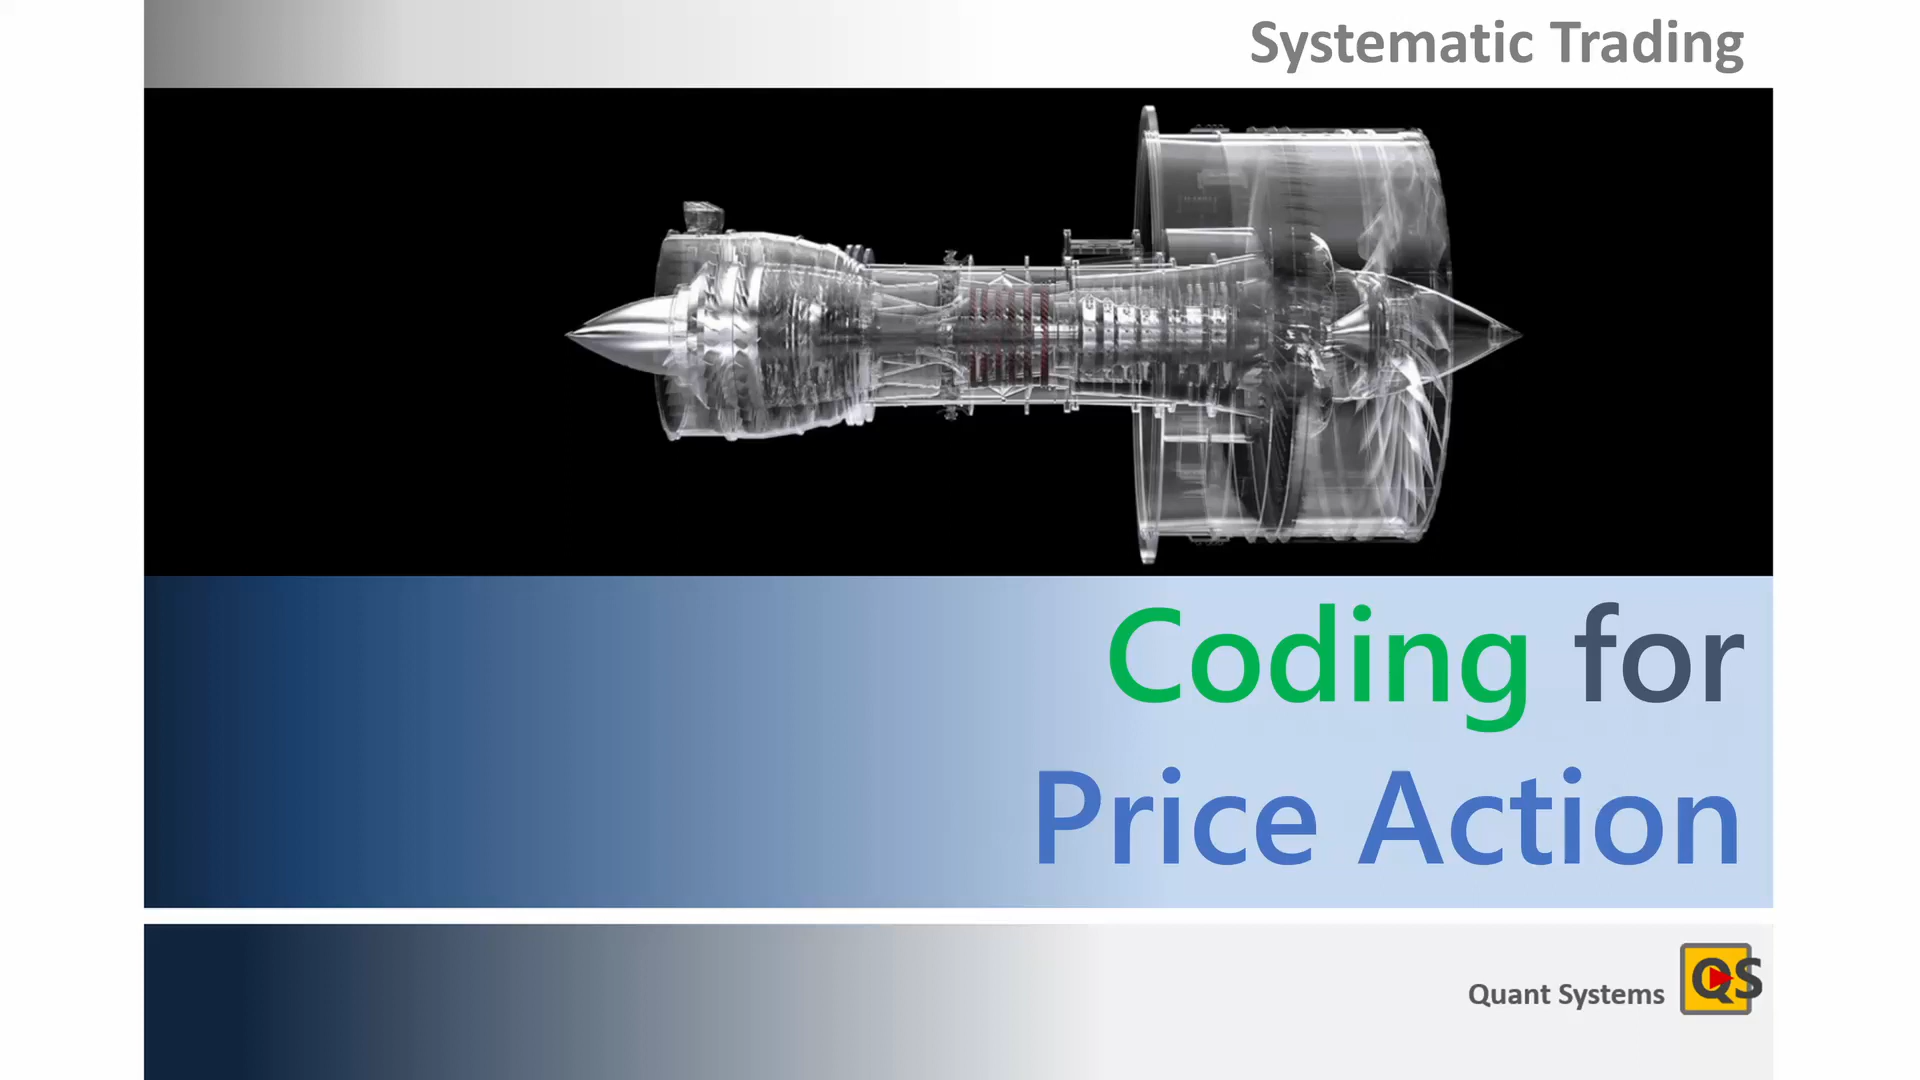 Systematic Trading
Coding for
Price Action
Quant Systems
QS